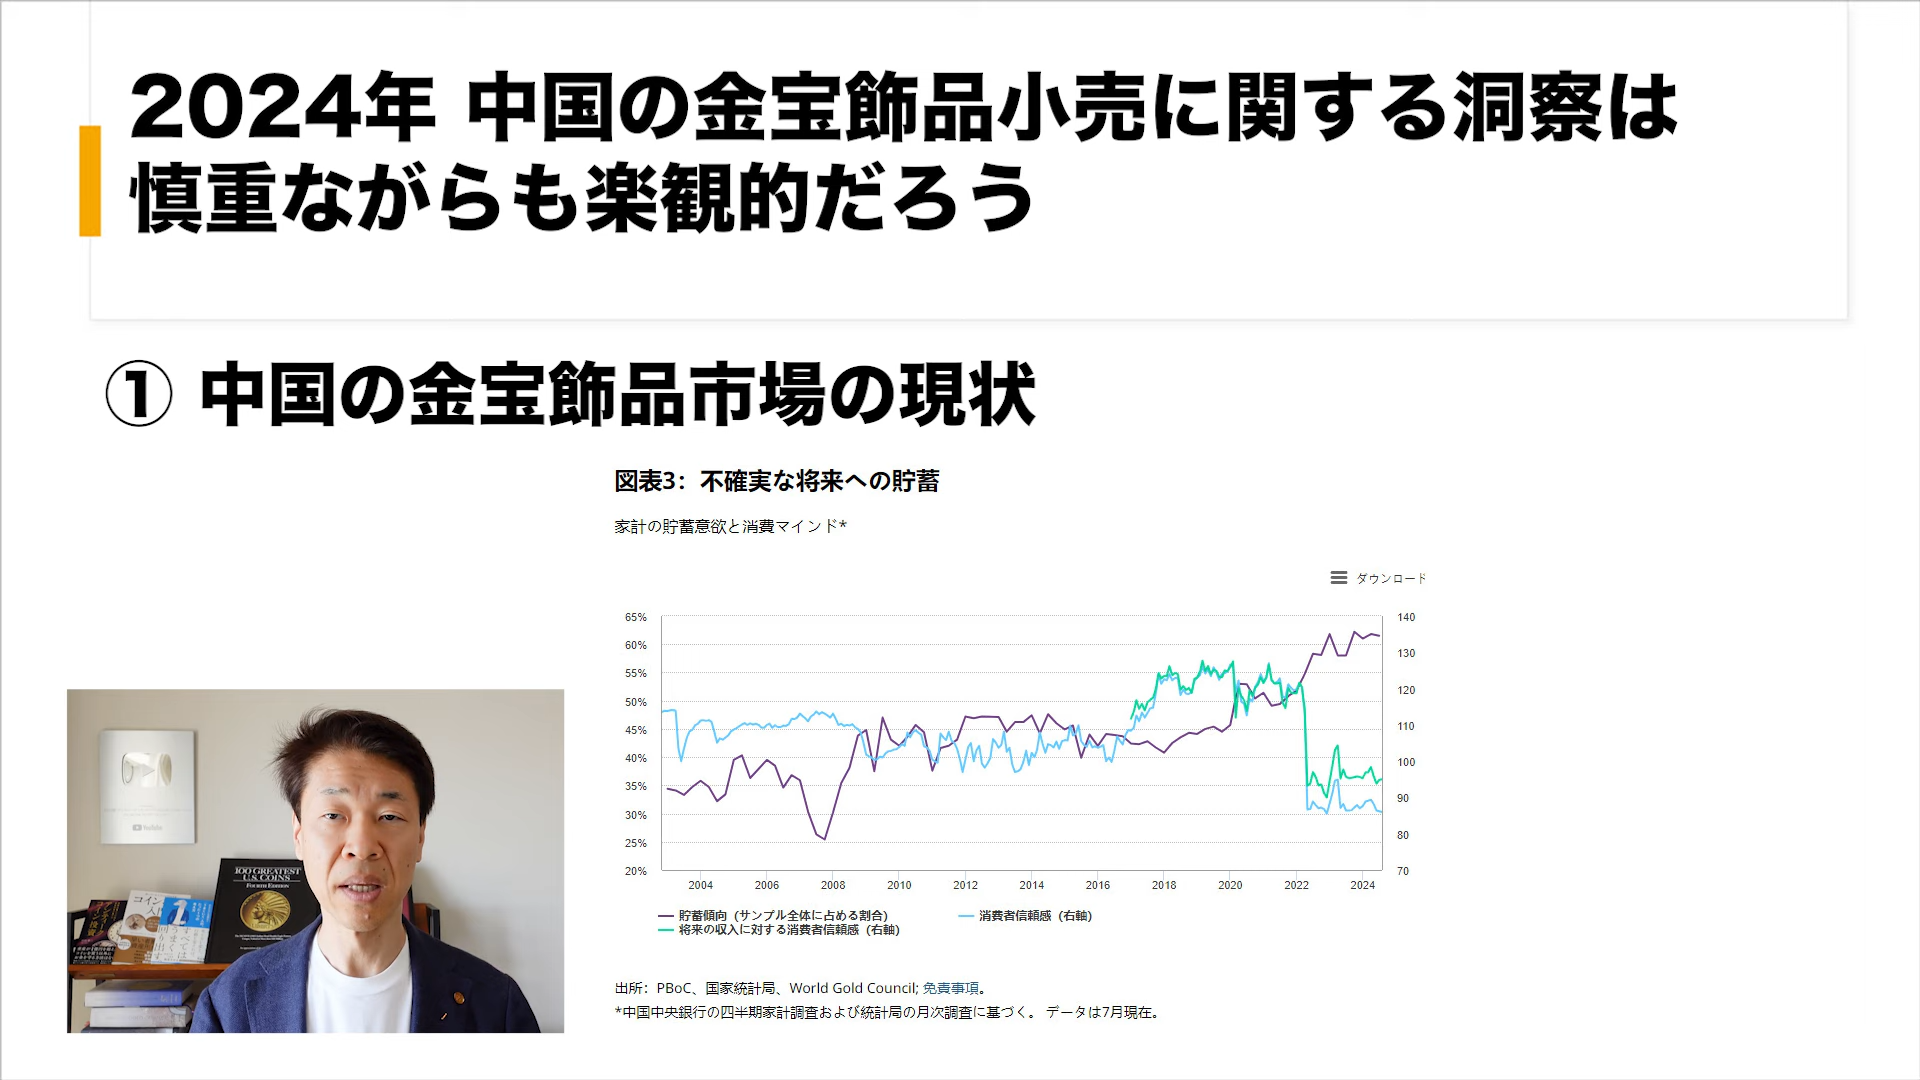 2024年 中国の金宝飾品小売に関する洞察は
慎重ながらも楽観的だろう
① 中国の金宝飾品市場の現状
図表3：不確実な将来への貯蓄
家計の貯蓄意欲と消費マインド*
ダウンロード
65%
60%
55%
50%
45%
40%
35%
30%
25%
20%
140
130
120
110
100
90
80
70
2004 2006 2008 2010 2012 2014 2016 2018 2020 2022 2024
貯蓄傾向（サンプル全体に占める割合） 消費者信頼感（右軸）
将来の収入に対する消費者信頼感（右軸）
出所：PBoC、国家統計局、World Gold Council; 免責事項。
*中国中央銀行の四半期家計調査および統計局の月次調査に基づく。 データは7月現在。
YouTube
100 GREATEST
U.S. COINS
FOURTH EDITION